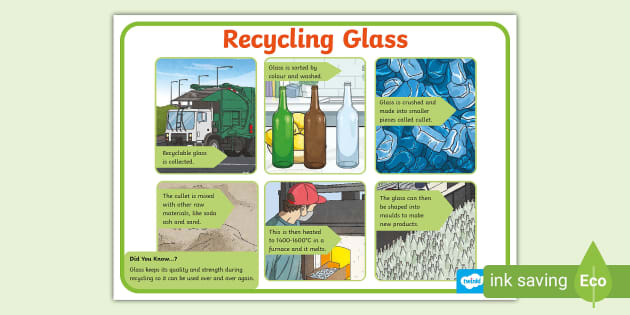 Recycling Glass
Recyclable glass
is collected.
Glass is sorted by
colour and washed.
Glass is crushed and
made into smaller
pieces called cullet.
The cullet is mixed
with other raw
materials, like soda
ash and sand.
This is then heated
to 1400-1600°C in a
furnace and it melts.
The glass can then
be shaped into
moulds to make
new products.
Did You Know...?
Glass keeps its quality and strength during
recycling so it can be used over and over again.
twinkl
ink saving
Eco